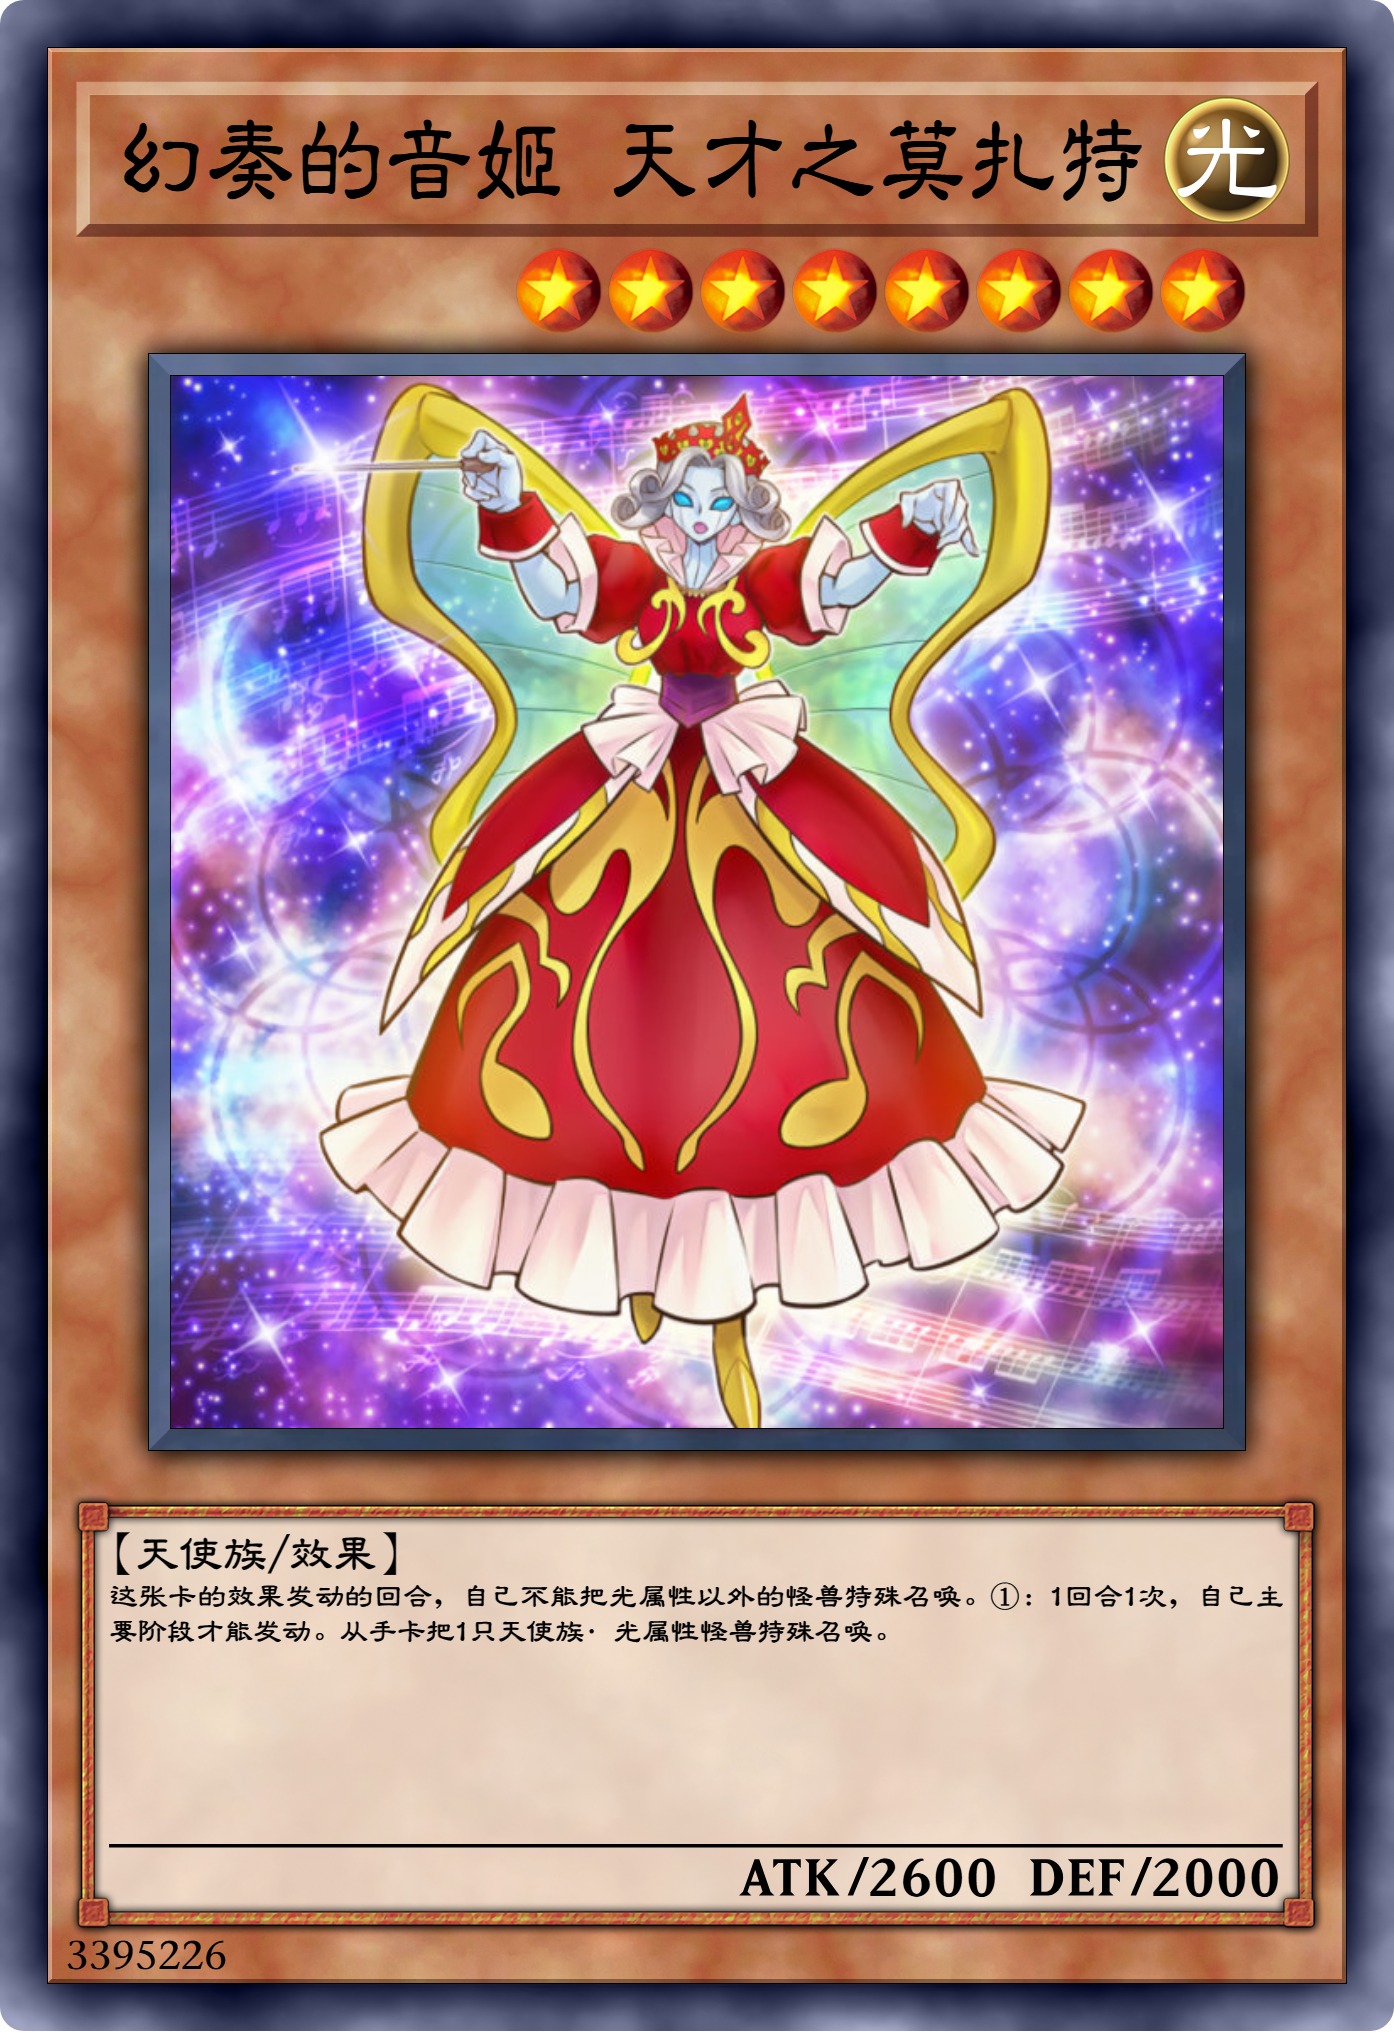 幻奏的音姬 天才之莫扎特 光
【天使族/效果】
这张卡的效果发动的回合，自己不能把光属性以外的怪兽特殊召唤。①：1回合1次，自己主
要阶段才能发动。从手卡把1只天使族·光属性怪兽特殊召唤。
ATK/2600 DEF/2000
3395226